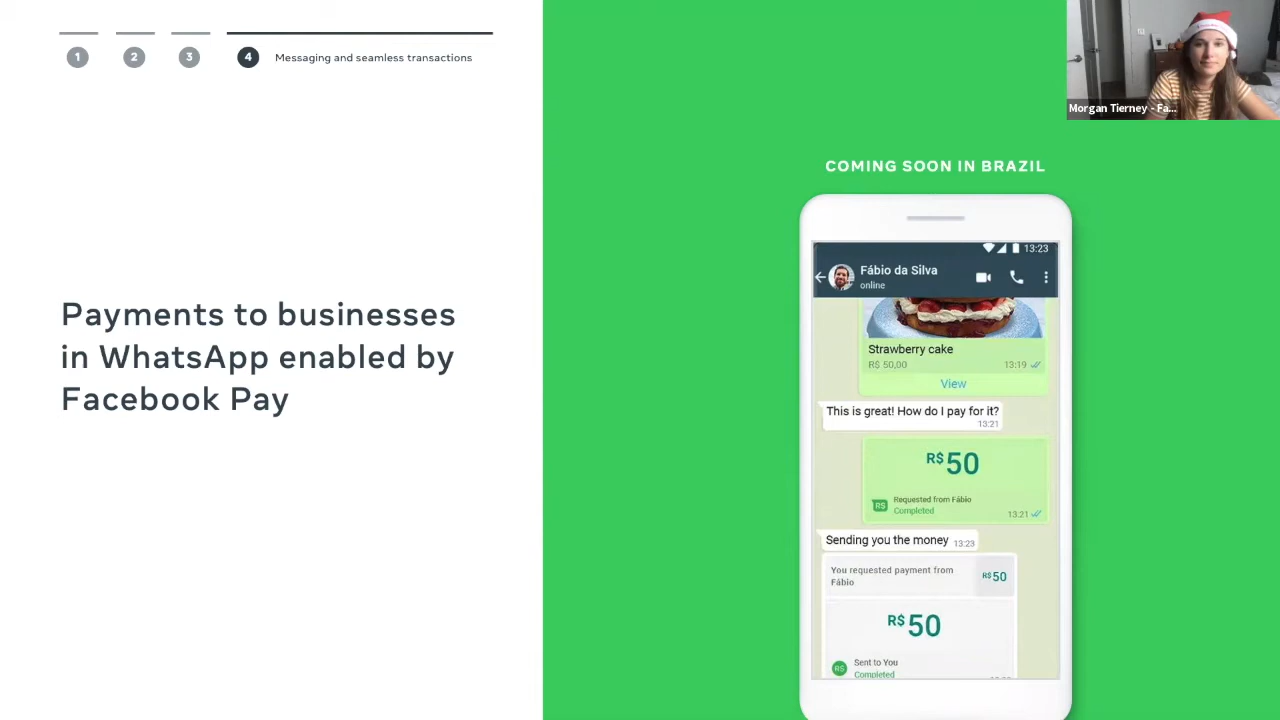 1
2
3
4
Messaging and seamless transactions
Morgan Tierney - Fa...
COMING SOON IN BRAZIL
Payments to businesses
in WhatsApp enabled by
Facebook Pay
13:23
Fábio da Silva
online
Strawberry cake
R$ 50,00
13:19
View
This is great! How do I pay for it?
13:21
R$50
RS
Requested from Fábio
Completed
13:21
Sending you the money
13:23
You requested payment from
Fábio
R$50
R$50
RS
Sent to You
Completed